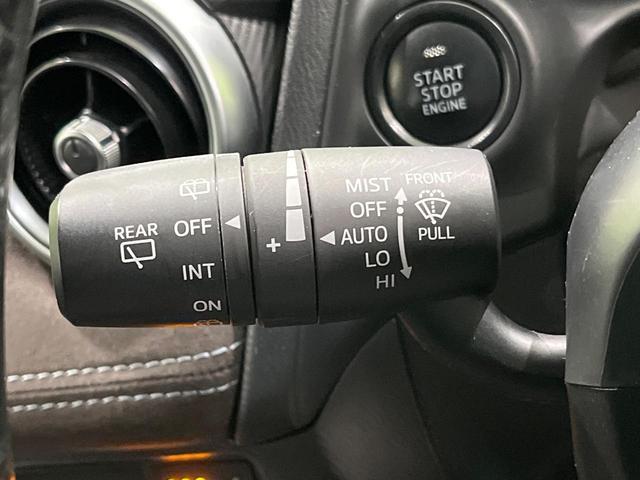 START
STOP
ENGINE
REAR
OFF
INT
ON
+
MIST
OFF
AUTO
LO
HI
FRONT
PULL